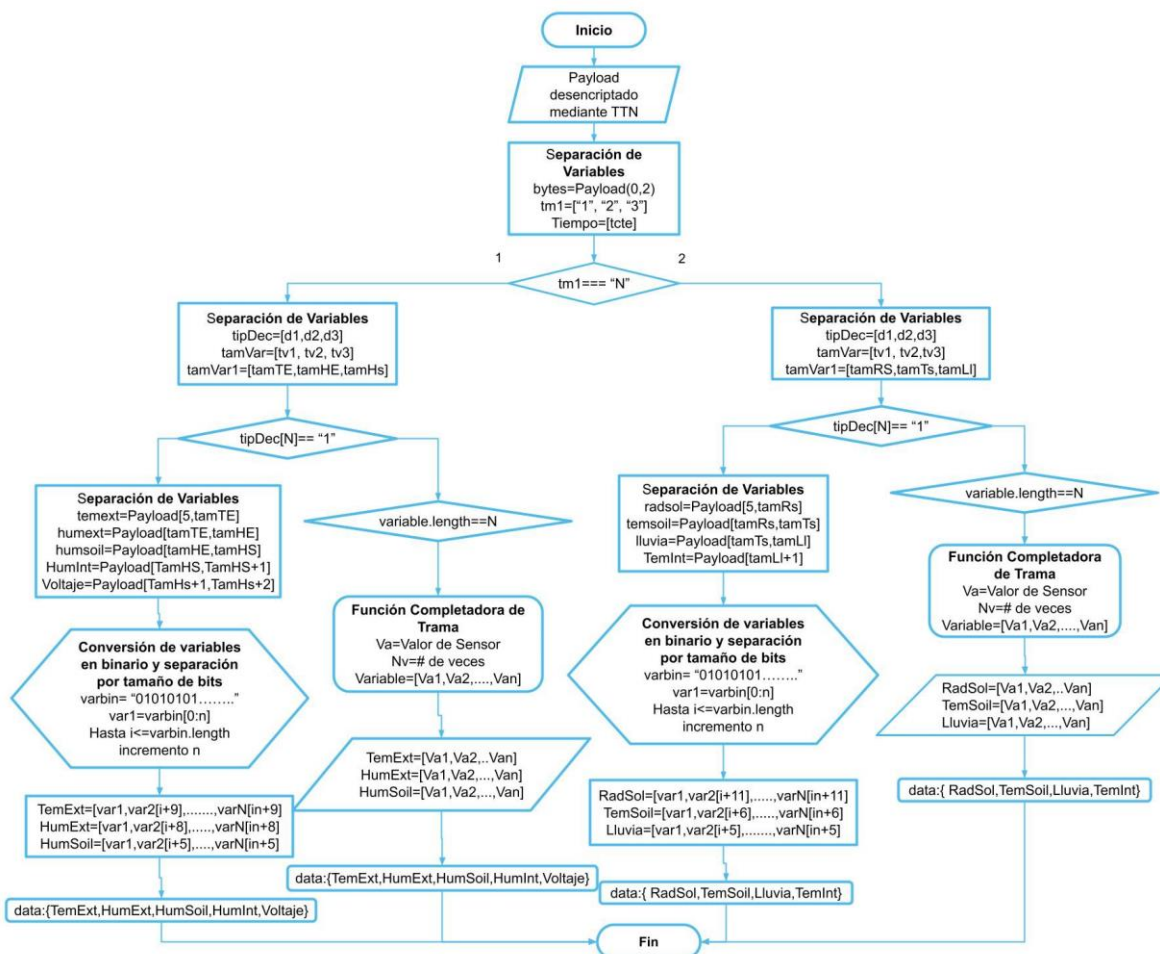 Inicio
Payload
desencriptado
mediante TTN
Separación de
Variables
bytes=Payload(0,2)
tm1=["1", "2", "3"]
Tiempo=[tcte]
1
2
tm1=== "N"
Separación de Variables
tipDec=[d1,d2,d3]
tamVar=[tv1, tv2, tv3]
tamVar1=[tamTE,tamHE,tamHs]
Separación de Variables
tipDec=[d1,d2,d3]
tamVar=[tv1, tv2,tv3]
tamVar1=[tamRS,tamTs,tamLl]
tipDec[N]== "1"
tipDec[N]== "1"
Separación de Variables
temext=Payload[5,tamTE]
humext=Payload[tamTE,tamHE]
humsoil=Payload[tamHE,tamHS]
HumInt=Payload[TamHS,TamHS+1]
Voltaje=Payload[TamHs+1,TamHs+2]
variable.length==N
Separación de Variables
radsol=Payload[5,tamRs]
temsoil=Payload[tamRs,tamTs]
lluvia=Payload[tamTs,tamLl]
TemInt=Payload[tamLl+1]
variable.length==N
Conversión de variables
en binario y separación
por tamaño de bits
varbin= "01010101........"
var1=varbin[0:n]
Hasta i<=varbin.length
incremento n
Función Completadora de
Trama
Va=Valor de Sensor
Nv=# de veces
Variable=[Va1,Va2,....,Van]
Conversión de variables
en binario y separación
por tamaño de bits
varbin= "01010101........"
var1=varbin[0:n]
Hasta i<=varbin.length
incremento n
Función Completadora
de Trama
Va=Valor de Sensor
Nv=# de veces
Variable=[Va1,Va2,....,Van]
TemExt=[Va1,Va2,..Van]
HumExt=[Va1,Va2,...,Van]
HumSoil=[Va1,Va2,...,Van]
RadSol=[Va1,Va2,..Van]
TemSoil=[Va1,Va2,...,Van]
Lluvia=[Va1,Va2,...,Van]
TemExt=[var1,var2[i+9],.......,varN[in+9]
HumExt=[var1,var2[i+8],.....,varN[in+8]
HumSoil=[var1,var2[i+5],....,varN[in+5]
RadSol=[var1,var2[i+11],.....,varN[in+11]
TemSoil=[var1,var2[i+6],.....,varN[in+6]
Lluvia=[var1,var2[i+5],.......,varN[in+5]
data:{ RadSol,TemSoil,Lluvia,TemInt}
data:{TemExt,HumExt,HumSoil,HumInt,Voltaje}
data:{TemExt,HumExt,HumSoil,HumInt,Voltaje}
data:{ RadSol,TemSoil,Lluvia,TemInt}
Fin